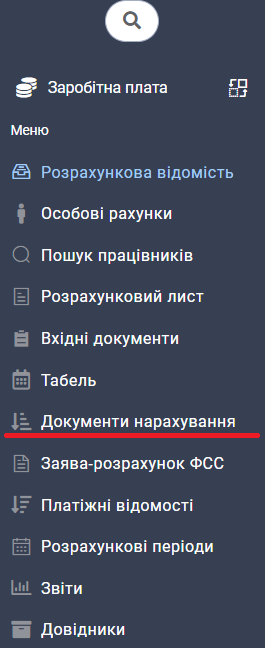 Заробітна плата
Меню
Розрахункова відомість
Особові рахунки
Пошук працівників
Розрахунковий лист
Вхідні документи
Табель
Документи нарахування
Заява-розрахунок ФСС
Платіжні відомості
Розрахункові періоди
Звіти
Довідники